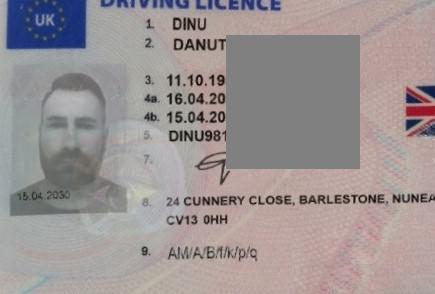 DRIVING LICENCE
UK
1. DINU
2. DANUT
3. 11.10.19
4a. 16.04.20
4b. 15.04.20
5. DINU981
7.
15.04.2030
8. 24 CUNNERY CLOSE, BARLESTONE, NUNEA
CV13 0HH
9. AM/A/B/f/k/p/q